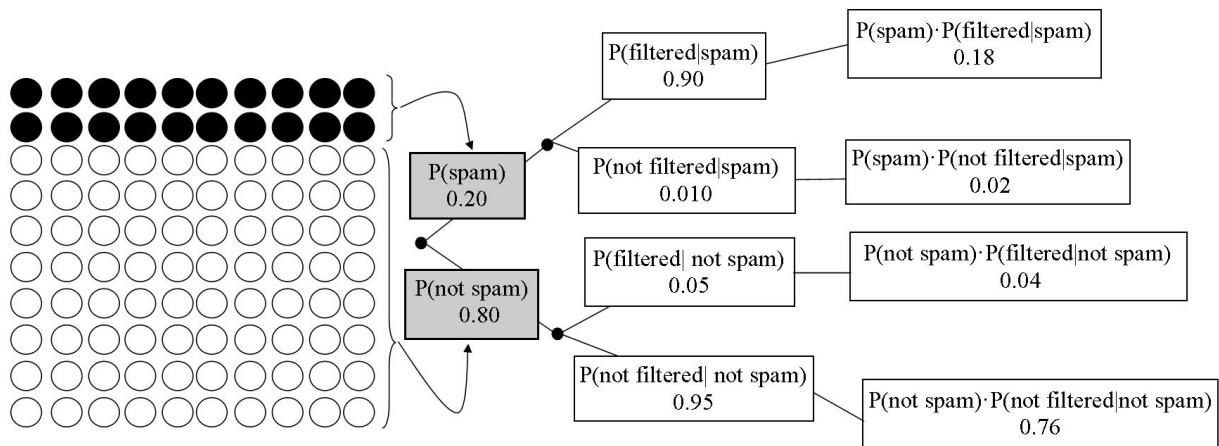 P(filtered|spam)
0.90
P(spam)·P(filtered|spam)
0.18
P(spam)
0.20
P(not filtered|spam)
0.010
P(spam)·P(not filtered|spam)
0.02
P(not spam)
0.80
P(filtered| not spam)
0.05
P(not spam)·P(filtered|not spam)
0.04
P(not filtered| not spam)
0.95
P(not spam)·P(not filtered|not spam)
0.76